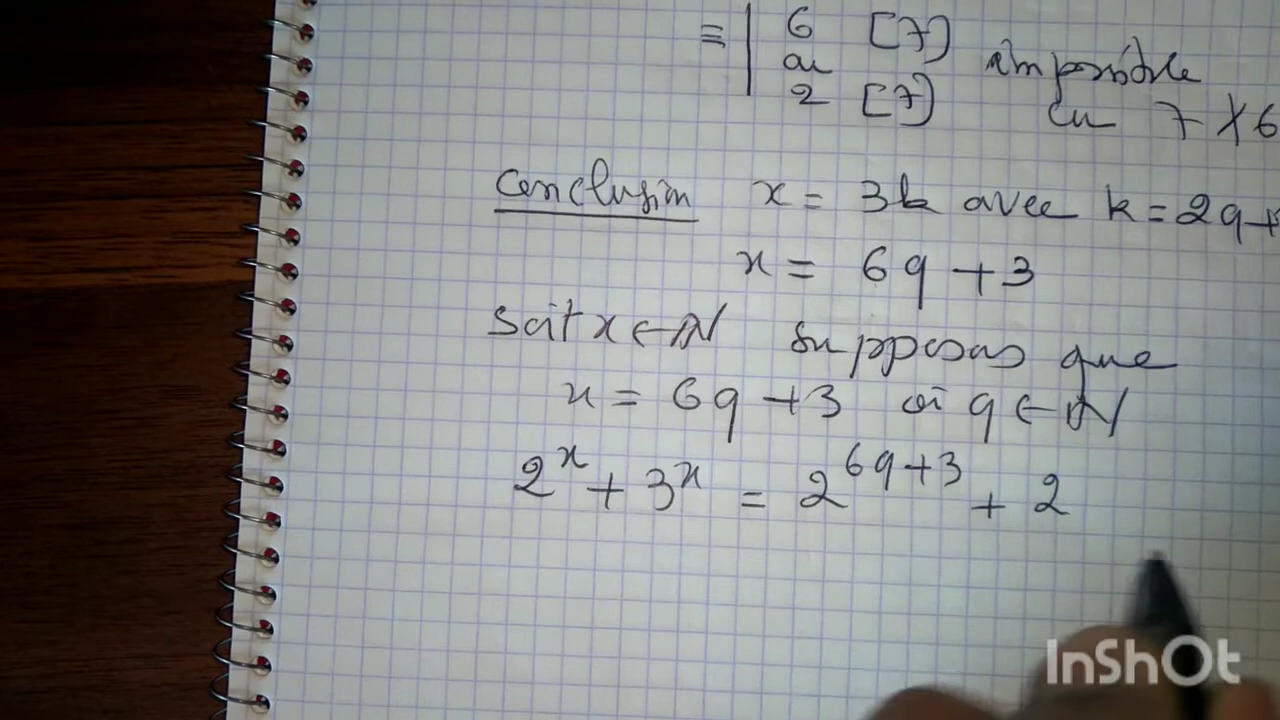 ≡ | 6 [7]
ou impossible
2 [7] car 7 ∤ 6
Conclusion x = 3k avec k = 2q+
x = 6q + 3
Soit x ∈ ℕ supposons que
x = 6q + 3 où q ∈ ℕ
2^x + 3^x = 2^{6q+3} + 2
InShOt